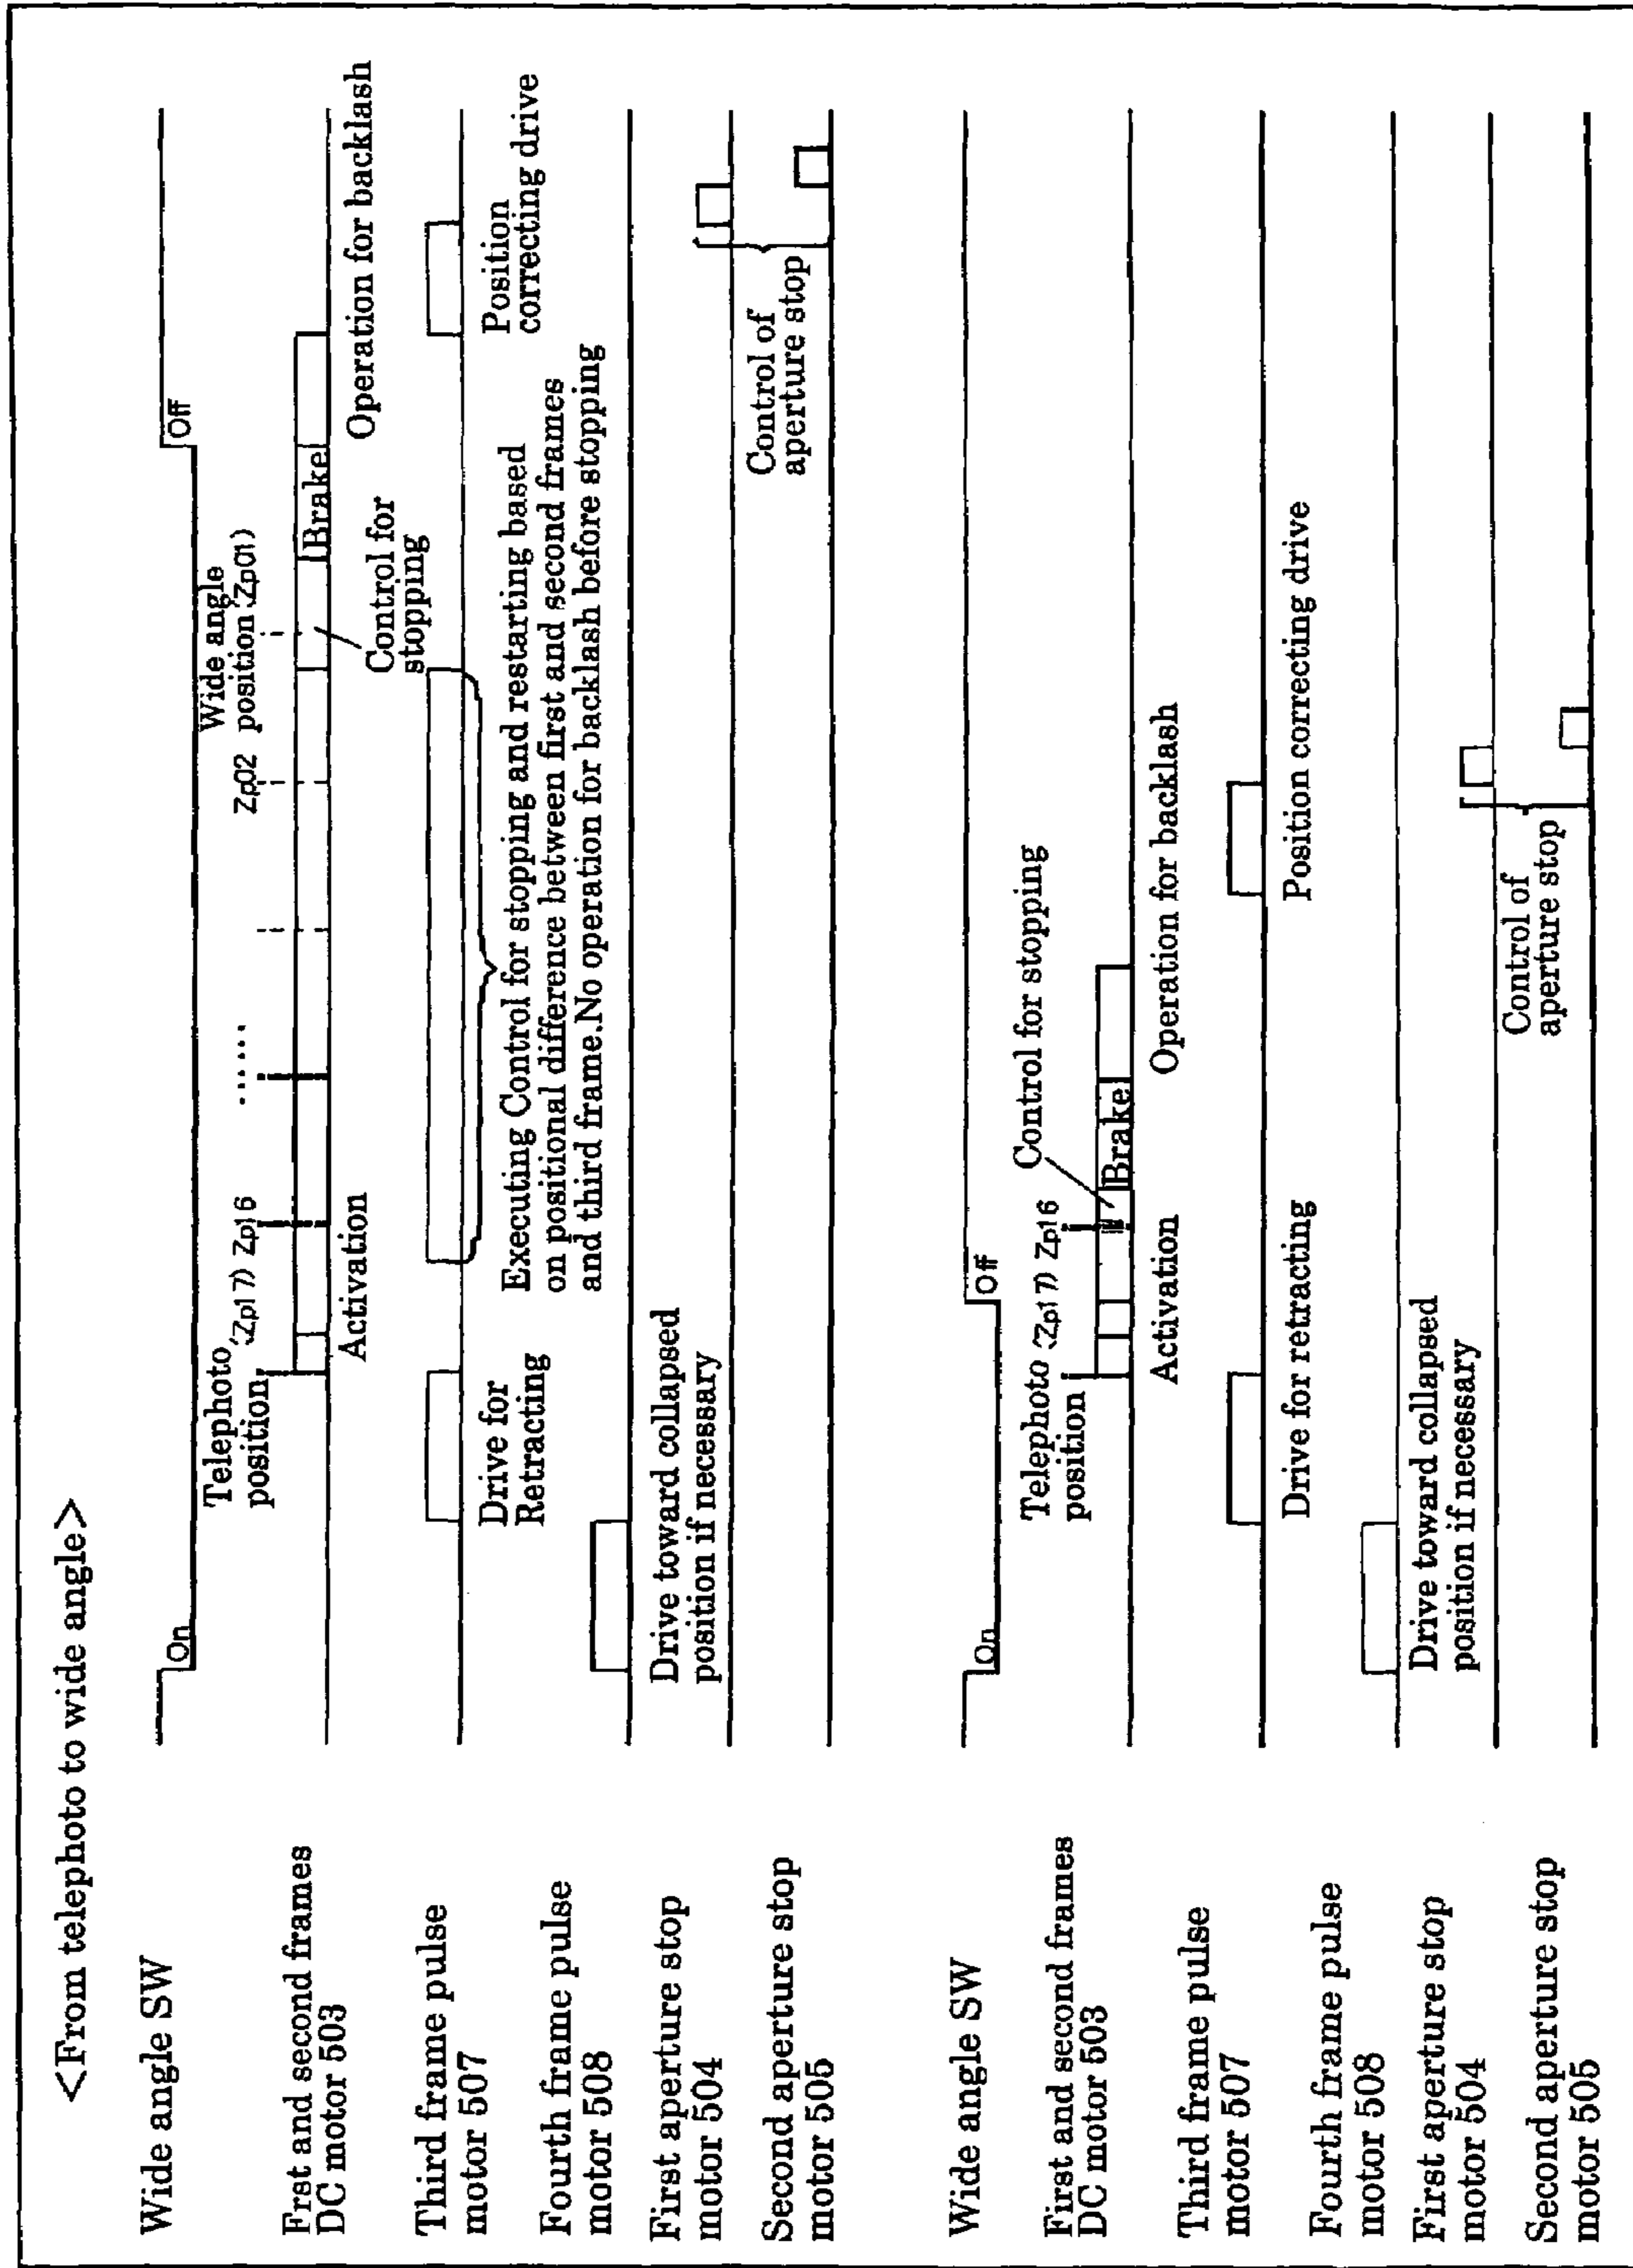 <From telephoto to wide angle>
Wide angle SW
On
Off
Frst and second frames
DC motor 503
Telephoto
position
(Zp17)
Zp16
......
Zp02
Wide angle
position (Zp01)
Brake
Activation
Control for
stopping
Operation for backlash
Third frame pulse
motor 507
Drive for
Retracting
Executing Control for stopping and restarting based
on positional difference between first and second frames
and third frame.No operation for backlash before stopping
Position
correcting drive
Fourth frame pulse
motor 508
Drive toward collapsed
position if necessary
First aperture stop
motor 504
Second aperture stop
motor 505
Control of
aperture stop
Wide angle SW
On
Off
First and second frames
DC motor 503
Telephoto
position
(Zp17)
Zp16
Control for stopping
Brake
Activation
Operation for backlash
Third frame pulse
motor 507
Drive for retracting
Position correcting drive
Fourth frame pulse
motor 508
Drive toward collapsed
position if necessary
First aperture stop
motor 504
Second aperture stop
motor 505
Control of
aperture stop